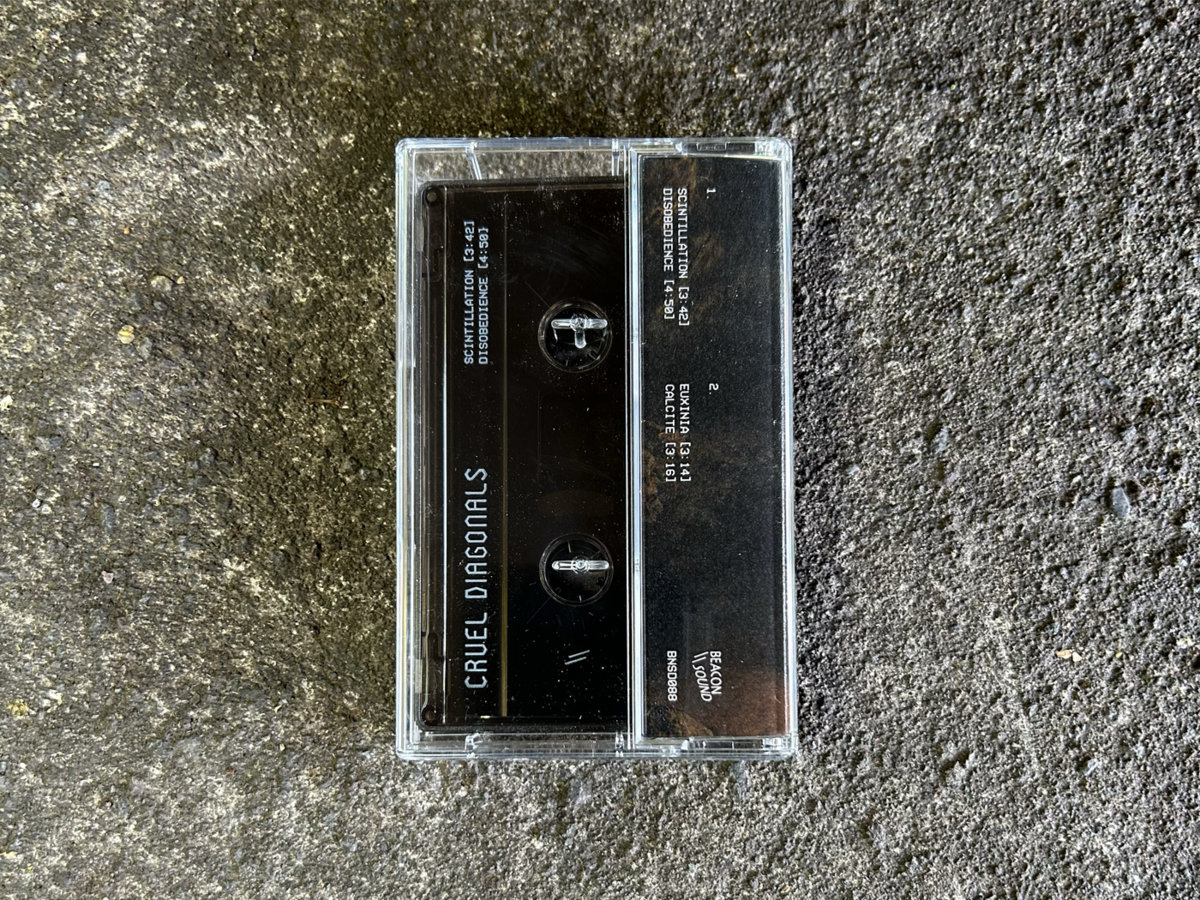 SCINTILLATION [3:42]
DISOBEDIENCE [4:50]
CRUEL DIAGONALS
\\
1.
SCINTILLATION [3:42]
DISOBEDIENCE [4:50]
2.
EUXINIA [3:14]
CALCITE [3:16]
BEACON
\\ SOUND
BNSD088